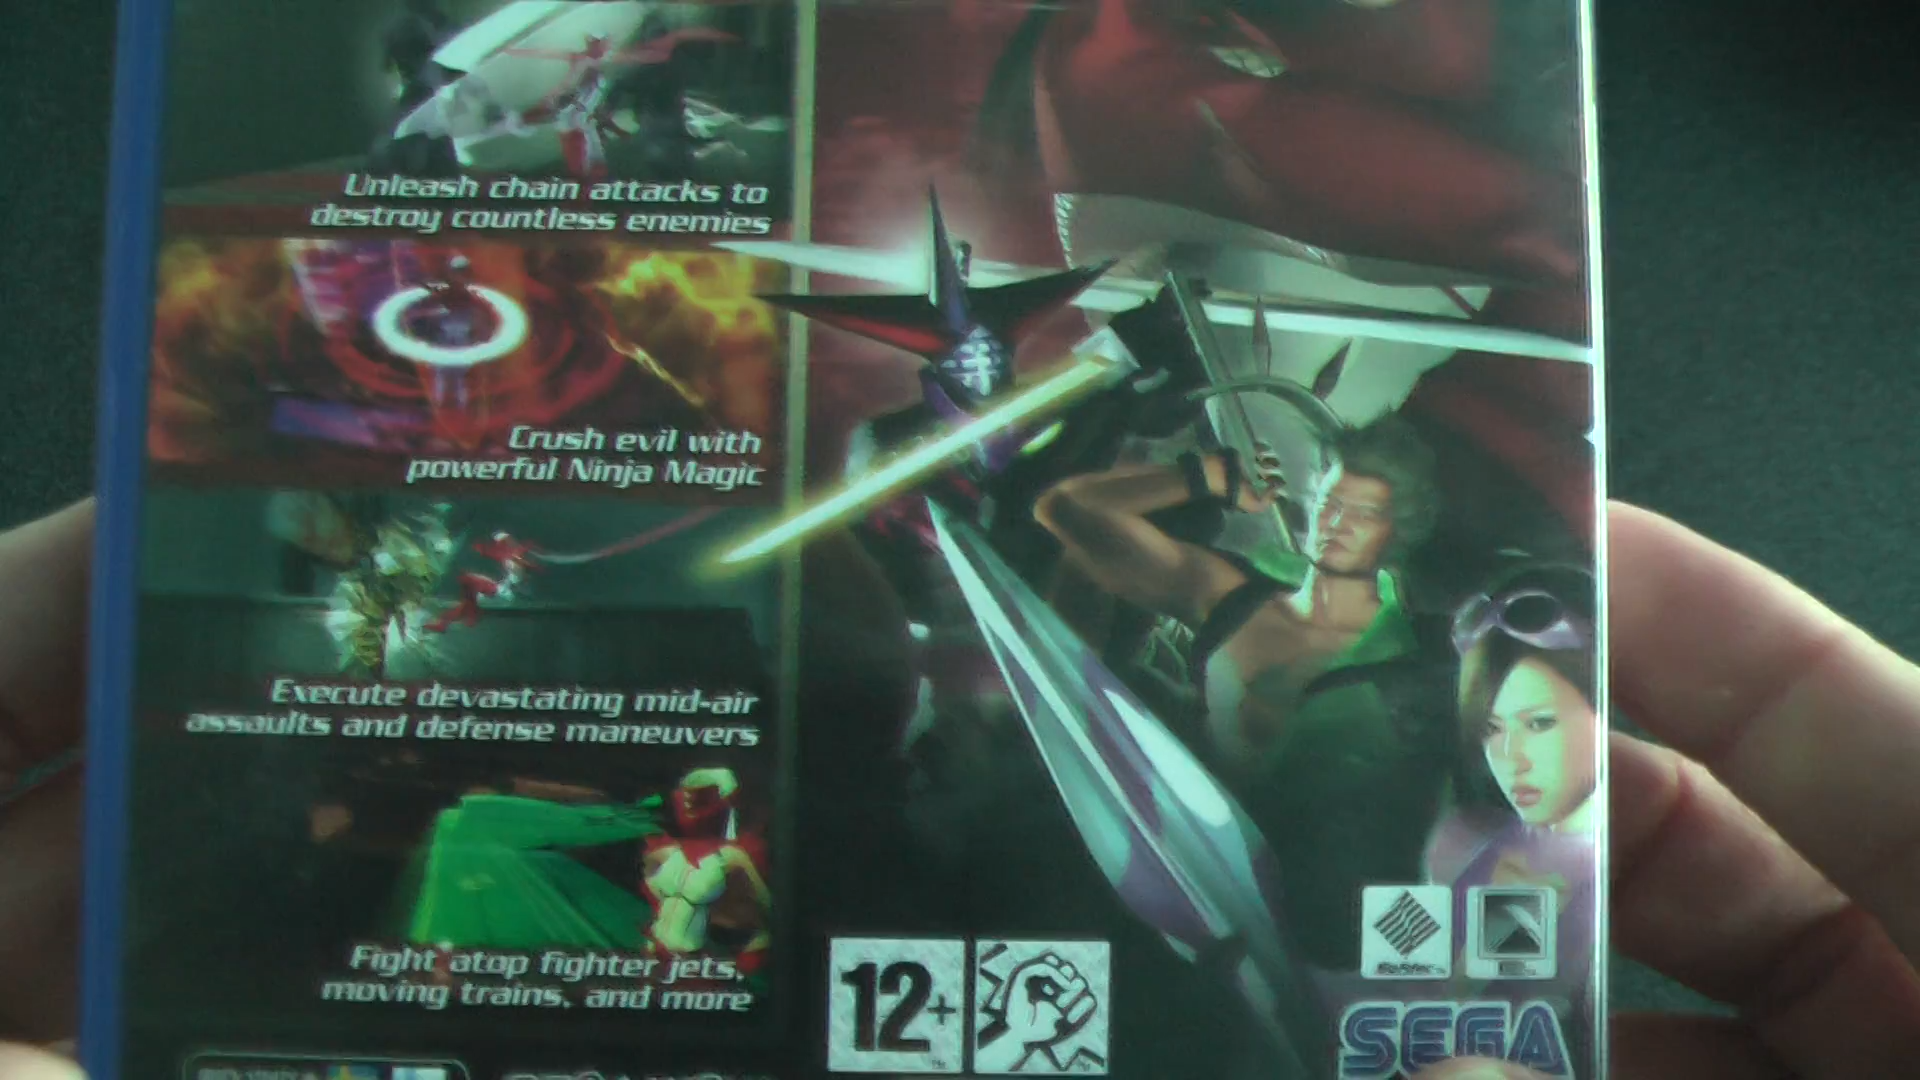 Unleash chain attacks to
destroy countless enemies
Crush evil with
powerful Ninja Magic
Execute devastating mid-air
assaults and defense maneuvers
Fight atop fighter jets,
moving trains, and more
12+
SEGA